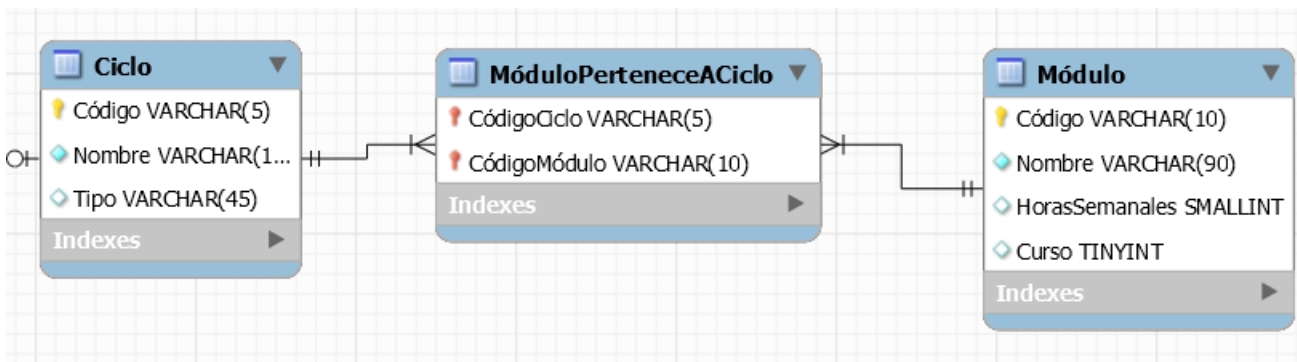 Ciclo
Código VARCHAR(5)
Nombre VARCHAR(1...
Tipo VARCHAR(45)
Indexes
MóduloPerteneceACiclo
CódigoCiclo VARCHAR(5)
CódigoMódulo VARCHAR(10)
Indexes
Módulo
Código VARCHAR(10)
Nombre VARCHAR(90)
HorasSemanales SMALLINT
Curso TINYINT
Indexes